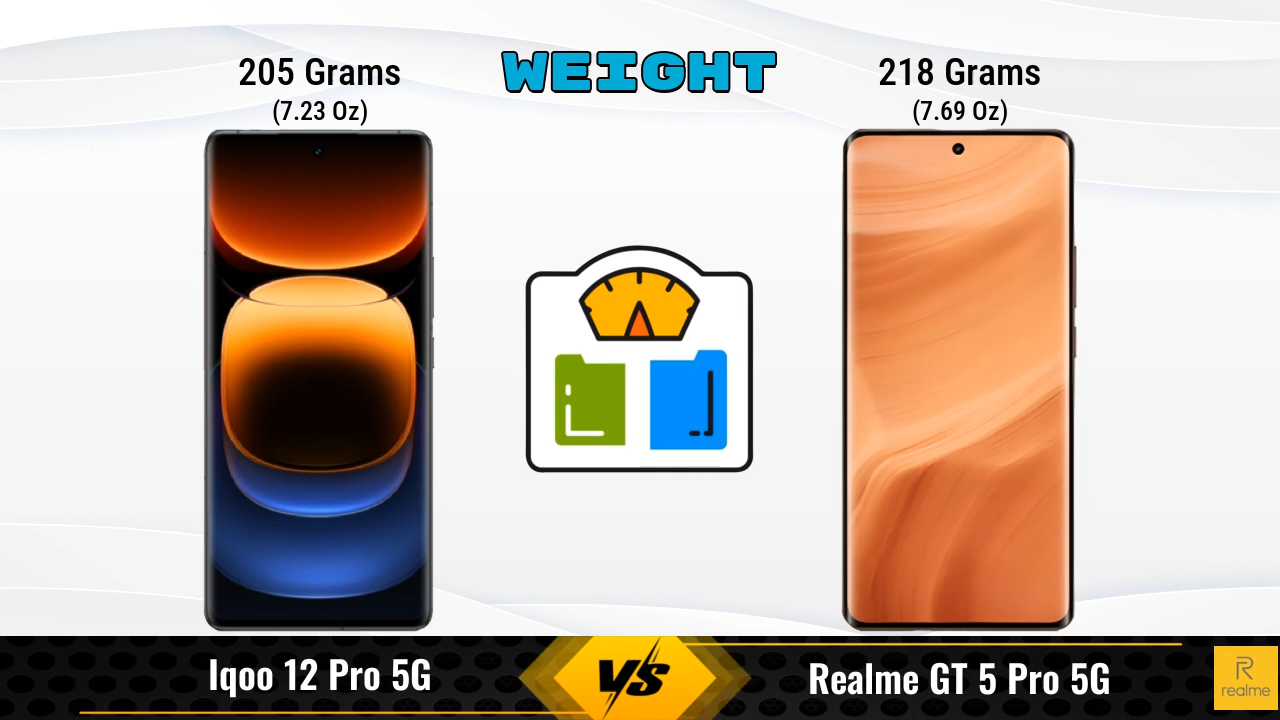 WEIGHT
205 Grams
(7.23 Oz)
218 Grams
(7.69 Oz)
Iqoo 12 Pro 5G
VS
Realme GT 5 Pro 5G
R
realme